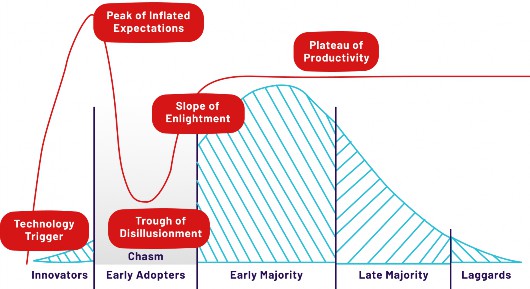 Peak of Inflated
Expectations
Plateau of
Productivity
Slope of
Enlightment
Technology
Trigger
Trough of
Disillusionment
Chasm
Innovators
Early Adopters
Early Majority
Late Majority
Laggards